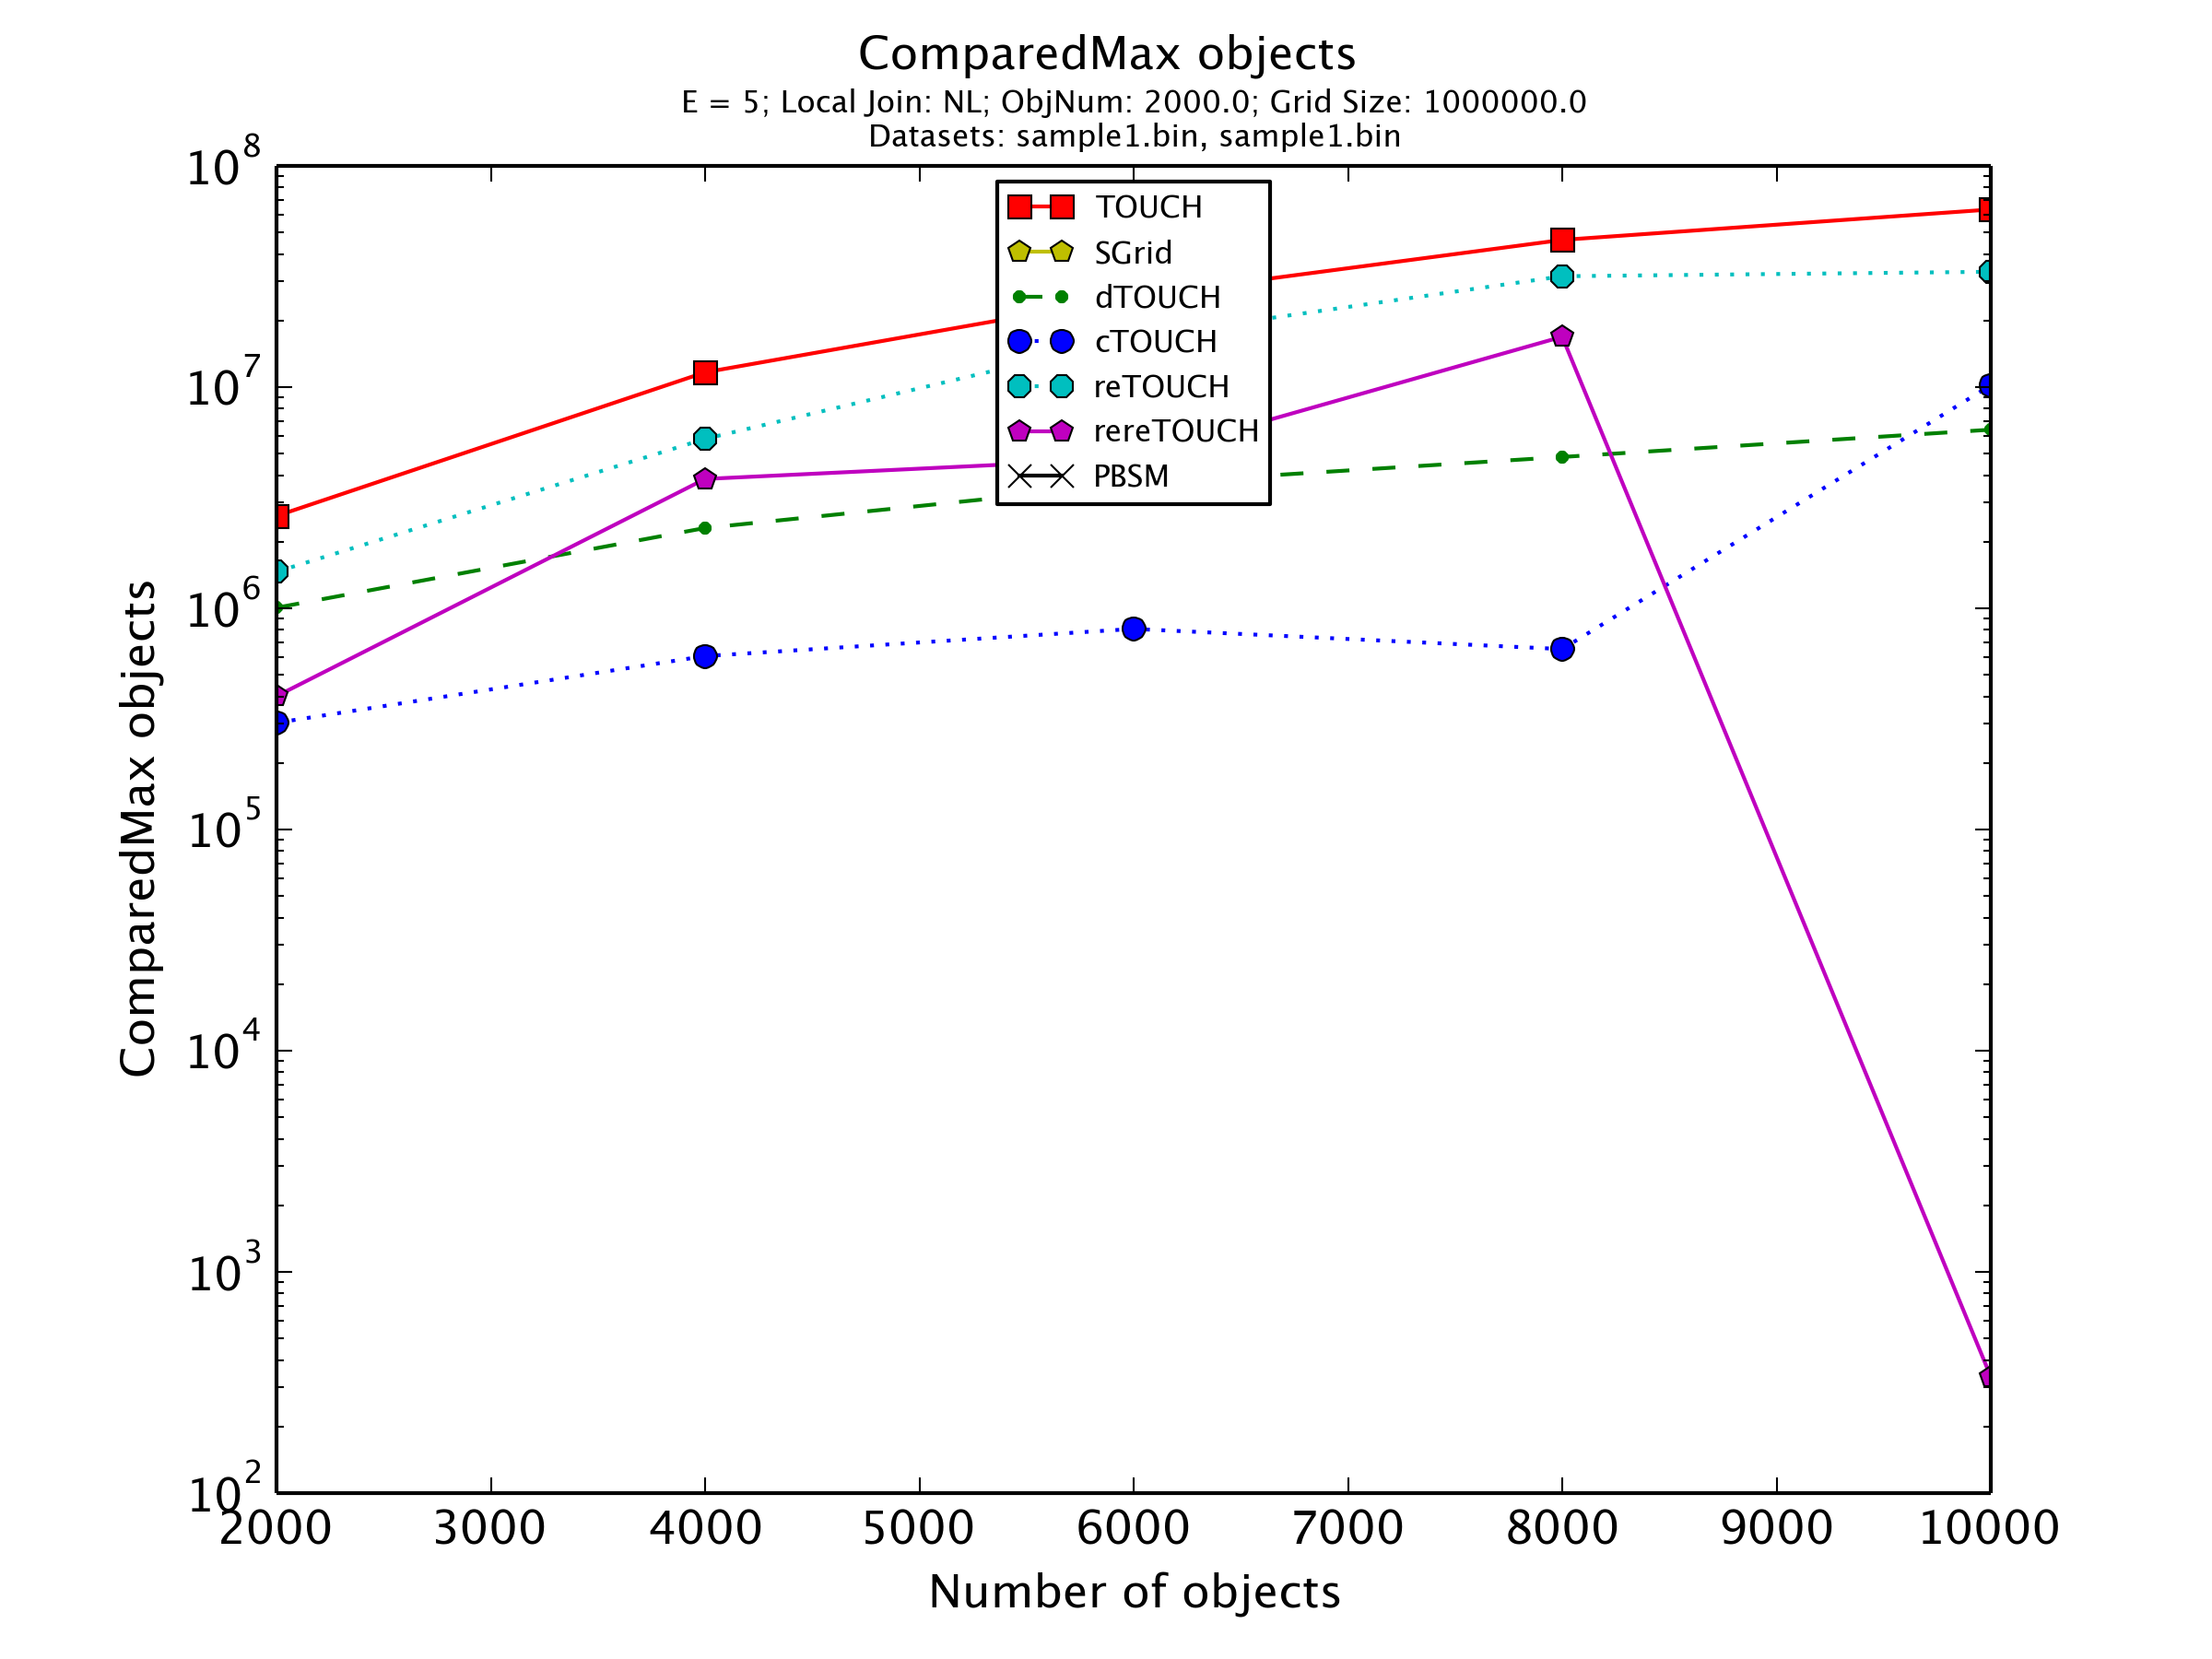 ComparedMax objects
E = 5; Local Join: NL; ObjNum: 2000.0; Grid Size: 1000000.0
Datasets: sample1.bin, sample1.bin
10^8
10^7
10^6
10^5
10^4
10^3
10^2
ComparedMax objects
TOUCH
SGrid
dTOUCH
cTOUCH
reTOUCH
rereTOUCH
PBSM
2000 3000 4000 5000 6000 7000 8000 9000 10000
Number of objects